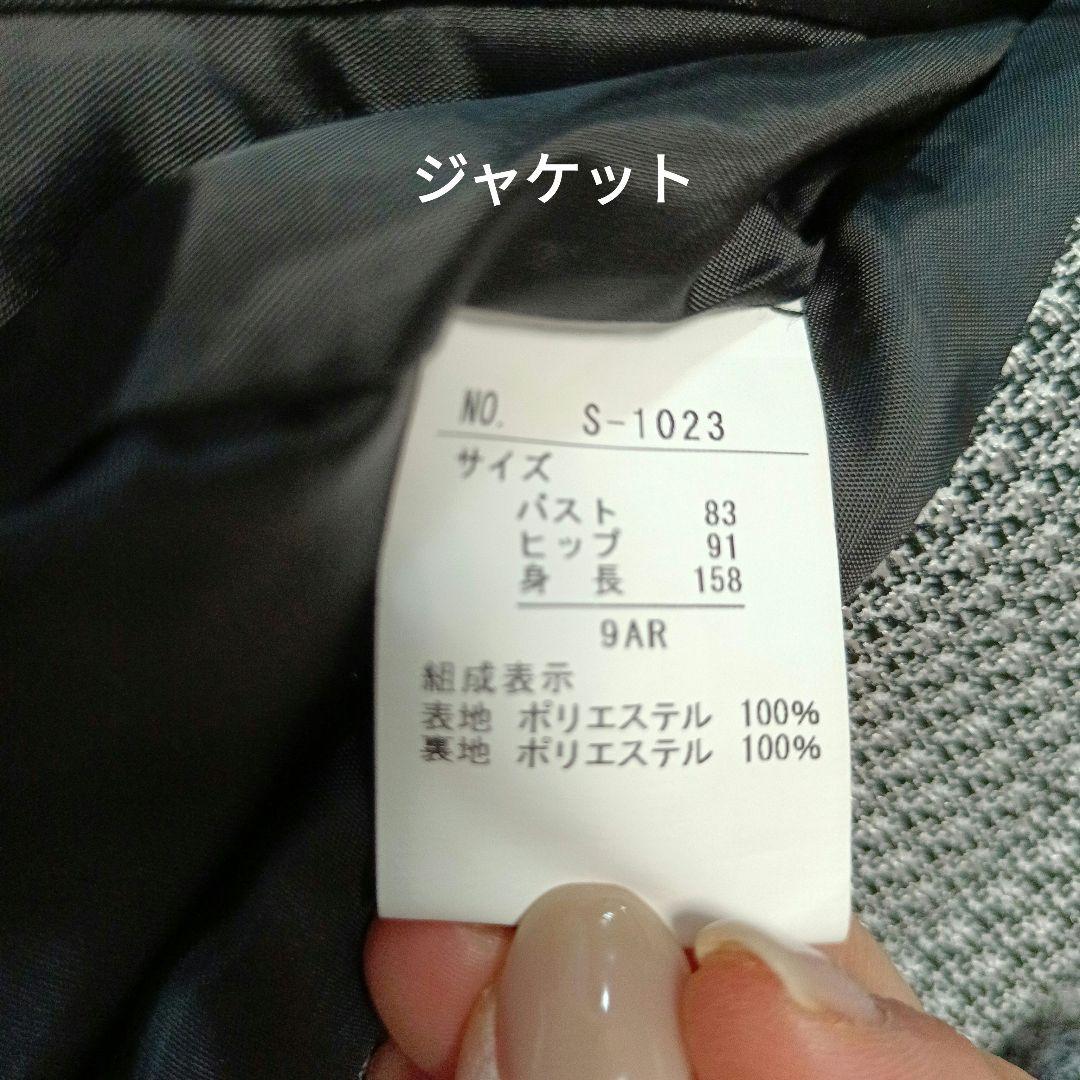 ジャケット
NO. S-1023
サイズ
バスト 83
ヒップ 91
身長 158
9AR
組成表示
表地 ポリエステル 100%
裏地 ポリエステル 100%